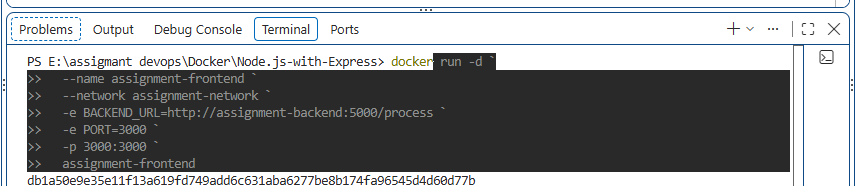 Problems Output Debug Console Terminal Ports
PS E:\assigmant devops\Docker\Node.js-with-Express> docker run -d `
>>   --name assignment-frontend `
>>   --network assignment-network `
>>   -e BACKEND_URL=http://assignment-backend:5000/process `
>>   -e PORT=3000 `
>>   -p 3000:3000 `
>>   assignment-frontend
db1a50e9e35e11f13a619fd749add6c631aba6277be8b174fa96545d4d60d77b